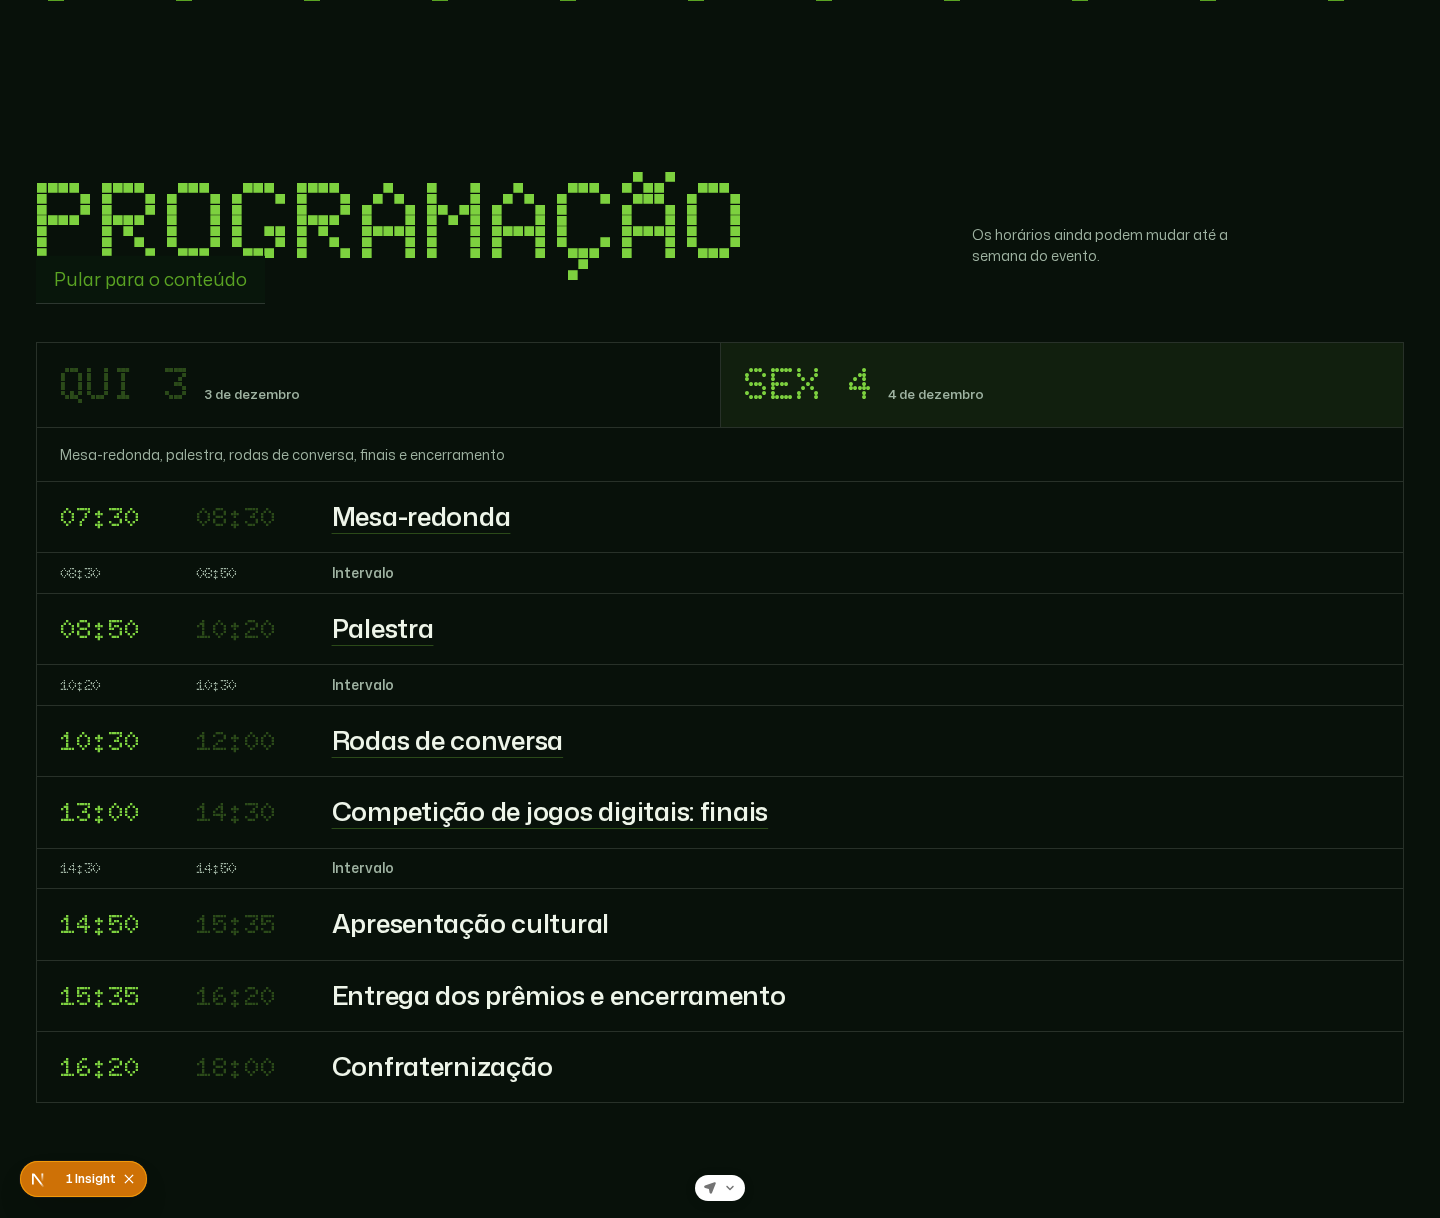 PROGRAMAÇÃO
Os horários ainda podem mudar até a
semana do evento.
Pular para o conteúdo
QUI 3 3 de dezembro
SEX 4 4 de dezembro
Mesa-redonda, palestra, rodas de conversa, finais e encerramento
07:30 08:30 Mesa-redonda
08:30 08:50 Intervalo
08:50 10:20 Palestra
10:20 10:30 Intervalo
10:30 12:00 Rodas de conversa
13:00 14:30 Competição de jogos digitais: finais
14:30 14:50 Intervalo
14:50 15:35 Apresentação cultural
15:35 16:20 Entrega dos prêmios e encerramento
16:20 18:00 Confraternização
N 1 Insight